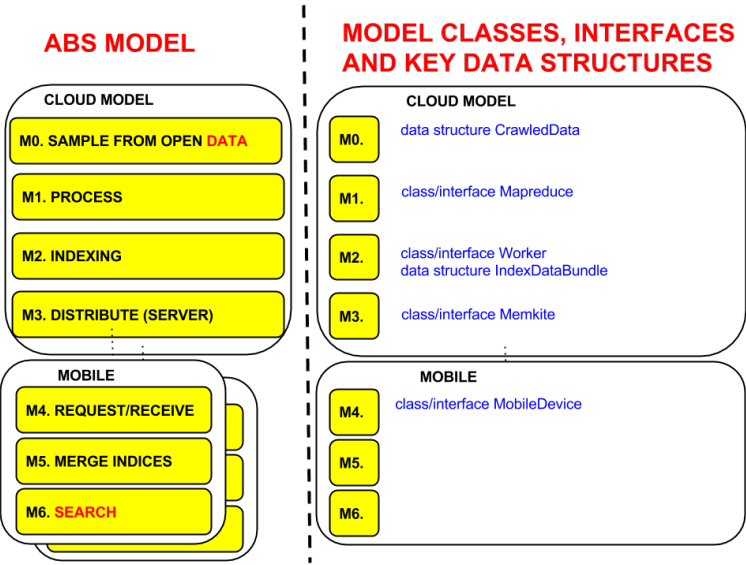 ABS MODEL
CLOUD MODEL
M0. SAMPLE FROM OPEN DATA
M1. PROCESS
M2. INDEXING
M3. DISTRIBUTE (SERVER)
MOBILE
M4. REQUEST/RECEIVE
M5. MERGE INDICES
M6. SEARCH
MODEL CLASSES, INTERFACES
AND KEY DATA STRUCTURES
CLOUD MODEL
M0.
data structure CrawledData
M1.
class/interface Mapreduce
M2.
class/interface Worker
data structure IndexDataBundle
M3.
class/interface Memkite
MOBILE
M4.
class/interface MobileDevice
M5.
M6.